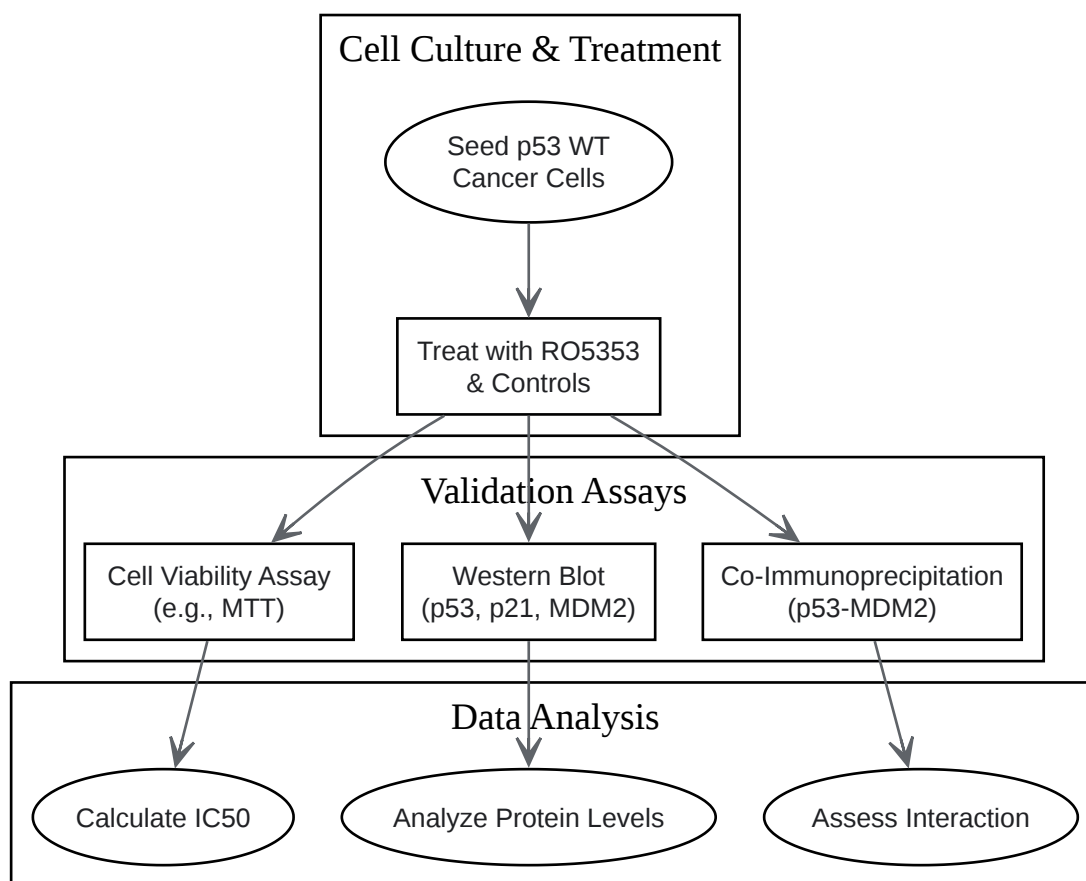 Cell Culture & Treatment
Seed p53 WT
Cancer Cells
Treat with RO5353
& Controls
Validation Assays
Cell Viability Assay
(e.g., MTT)
Western Blot
(p53, p21, MDM2)
Co-Immunoprecipitation
(p53-MDM2)
Data Analysis
Calculate IC50
Analyze Protein Levels
Assess Interaction